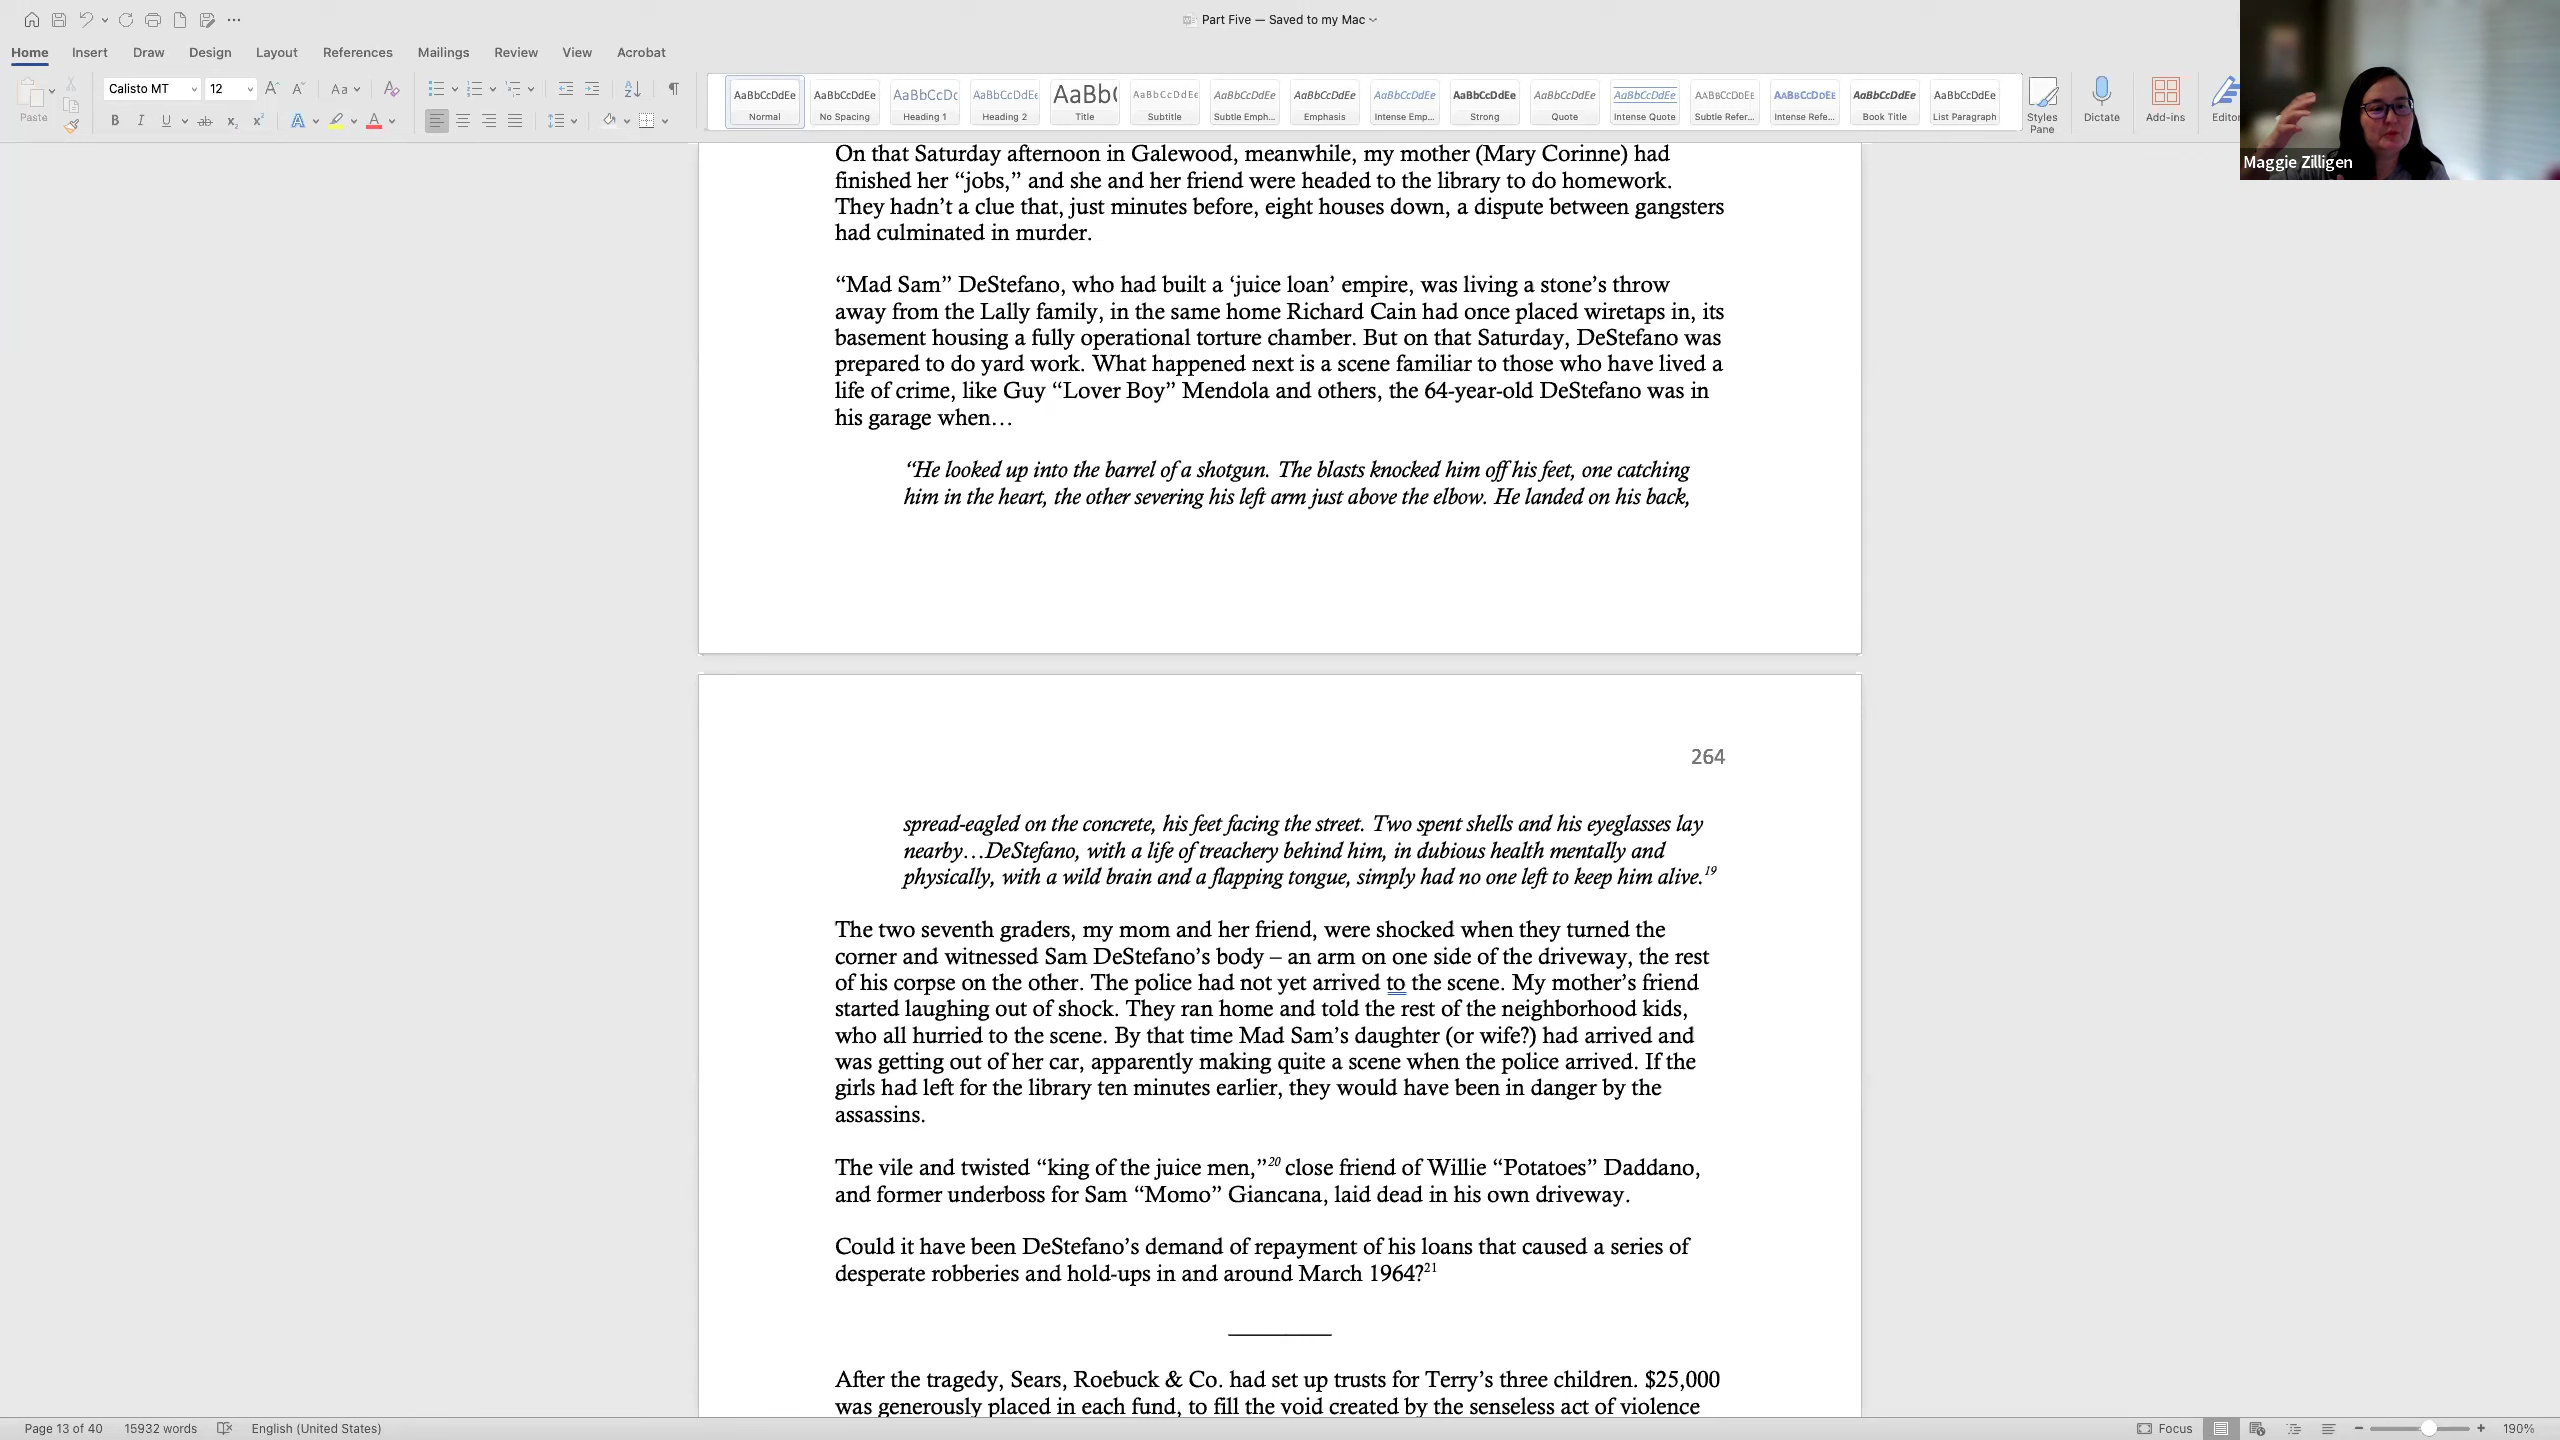 Part Five — Saved to my Mac
Home Insert Draw Design Layout References Mailings Review View Acrobat
Paste
Calisto MT 12
Aa
B I U ab x₂ x²
A A
AaBbCcDdEe AaBbCcDdEe AaBbCcDc AaBbCcDdEe AaBb( AaBbCcDdEe AaBbCcDdEe AaBbCcDdEe AaBbCcDdEe AaBbCcDdEe AaBbCcDdEe AaBbCcDdEe AaBbCcDdEe AaBbCcDdEe AaBbCcDdEe AaBbCcDdEe
Normal No Spacing Heading 1 Heading 2 Title Subtitle Subtle Emph... Emphasis Intense Emp... Strong Quote Intense Quote Subtle Refer... Intense Refe... Book Title List Paragraph
Styles Pane Dictate Add-ins Editor
Maggie Zilligen
On that Saturday afternoon in Galewood, meanwhile, my mother (Mary Corinne) had
finished her “jobs,” and she and her friend were headed to the library to do homework.
They hadn’t a clue that, just minutes before, eight houses down, a dispute between gangsters
had culminated in murder.
“Mad Sam” DeStefano, who had built a ‘juice loan’ empire, was living a stone’s throw
away from the Lally family, in the same home Richard Cain had once placed wiretaps in, its
basement housing a fully operational torture chamber. But on that Saturday, DeStefano was
prepared to do yard work. What happened next is a scene familiar to those who have lived a
life of crime, like Guy “Lover Boy” Mendola and others, the 64-year-old DeStefano was in
his garage when…
“He looked up into the barrel of a shotgun. The blasts knocked him off his feet, one catching
him in the heart, the other severing his left arm just above the elbow. He landed on his back,
264
spread-eagled on the concrete, his feet facing the street. Two spent shells and his eyeglasses lay
nearby…DeStefano, with a life of treachery behind him, in dubious health mentally and
physically, with a wild brain and a flapping tongue, simply had no one left to keep him alive.¹⁹
The two seventh graders, my mom and her friend, were shocked when they turned the
corner and witnessed Sam DeStefano’s body – an arm on one side of the driveway, the rest
of his corpse on the other. The police had not yet arrived to the scene. My mother’s friend
started laughing out of shock. They ran home and told the rest of the neighborhood kids,
who all hurried to the scene. By that time Mad Sam’s daughter (or wife?) had arrived and
was getting out of her car, apparently making quite a scene when the police arrived. If the
girls had left for the library ten minutes earlier, they would have been in danger by the
assassins.
The vile and twisted “king of the juice men,”²⁰ close friend of Willie “Potatoes” Daddano,
and former underboss for Sam “Momo” Giancana, laid dead in his own driveway.
Could it have been DeStefano’s demand of repayment of his loans that caused a series of
desperate robberies and hold-ups in and around March 1964?²¹
After the tragedy, Sears, Roebuck & Co. had set up trusts for Terry’s three children. $25,000
was generously placed in each fund, to fill the void created by the senseless act of violence
Page 13 of 40 15932 words English (United States) Focus 190%